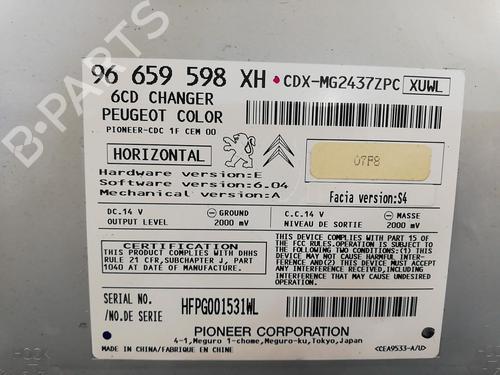 B-PARTS
96 659 598 XH • CDX-MG2437ZPC XUWL
6CD CHANGER
PEUGEOT COLOR
PIONEER-CDC 1F CEM 00
HORIZONTAL
07F8
Hardware version:E
Software version:6.04
Mechanical version:A
Facia version:S4
DC.14 V GROUND C.C.14 V MASSE
OUTPUT LEVEL 2000 mV NIVEAU DE SORTIE 2000 mV
CERTIFICATION
THIS PRODUCT COMPLIES WITH DHHS
RULE 21 CFR,SUBCHAPTER J, PART
1040 AT DATE OF MANUFACTURE.
THIS DEVICE COMPLIES WITH PART 15 OF
THE FCC RULES.OPERATION IS SUBJECT TO
THE FOLLOWING TWO CONDITIONS:(1)THIS
DEVICE MAY NOT CAUSE HARMFUL
INTERFERENCE,AND (2) THIS DEVICE MUST
ACCEPT ANY INTERFERENCE RECEIVED,
INCLUDING INTERFERENCE THAT MAY
CAUSE UNDESIRED OPERATION.
SERIAL NO.
/NO.DE SERIE
HFPG001531WL
PIONEER CORPORATION
4-1,Meguro 1-chome,Meguro-ku,Tokyo,Japan
MADE IN CHINA/FABRIQUE EN CHINE
<CEA9533-A/U>